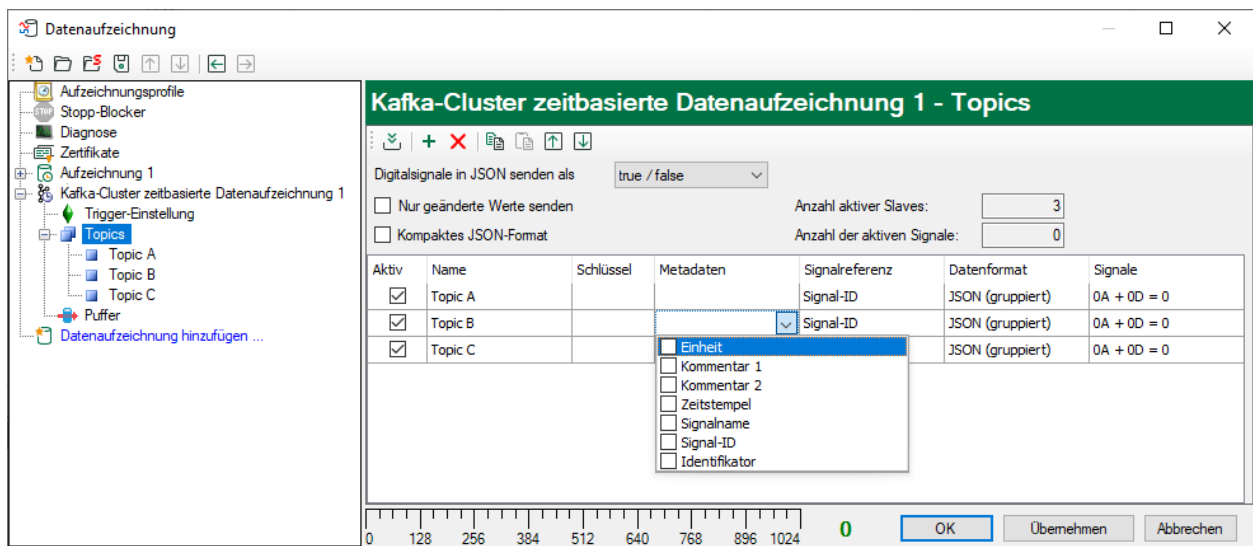 Datenaufzeichnung
Aufzeichnungsprofile
STOP
Stopp-Blocker
Diagnose
Zertifikate
Aufzeichnung 1
Kafka-Cluster zeitbasierte Datenaufzeichnung 1
Trigger-Einstellung
Topics
Topic A
Topic B
Topic C
Puffer
Datenaufzeichnung hinzufügen ...
Kafka-Cluster zeitbasierte Datenaufzeichnung 1 - Topics
Digitalsignale in JSON senden als true / false
Nur geänderte Werte senden Anzahl aktiver Slaves: 3
Kompaktes JSON-Format Anzahl der aktiven Signale: 0
Aktiv Name Schlüssel Metadaten Signalreferenz Datenformat Signale
Topic A Signal-ID JSON (gruppiert) 0A + 0D = 0
Topic B Signal-ID JSON (gruppiert) 0A + 0D = 0
Topic C JSON (gruppiert) 0A + 0D = 0
Einheit
Kommentar 1
Kommentar 2
Zeitstempel
Signalname
Signal-ID
Identifikator
0 128 256 384 512 640 768 896 1024
0 OK Übernehmen Abbrechen